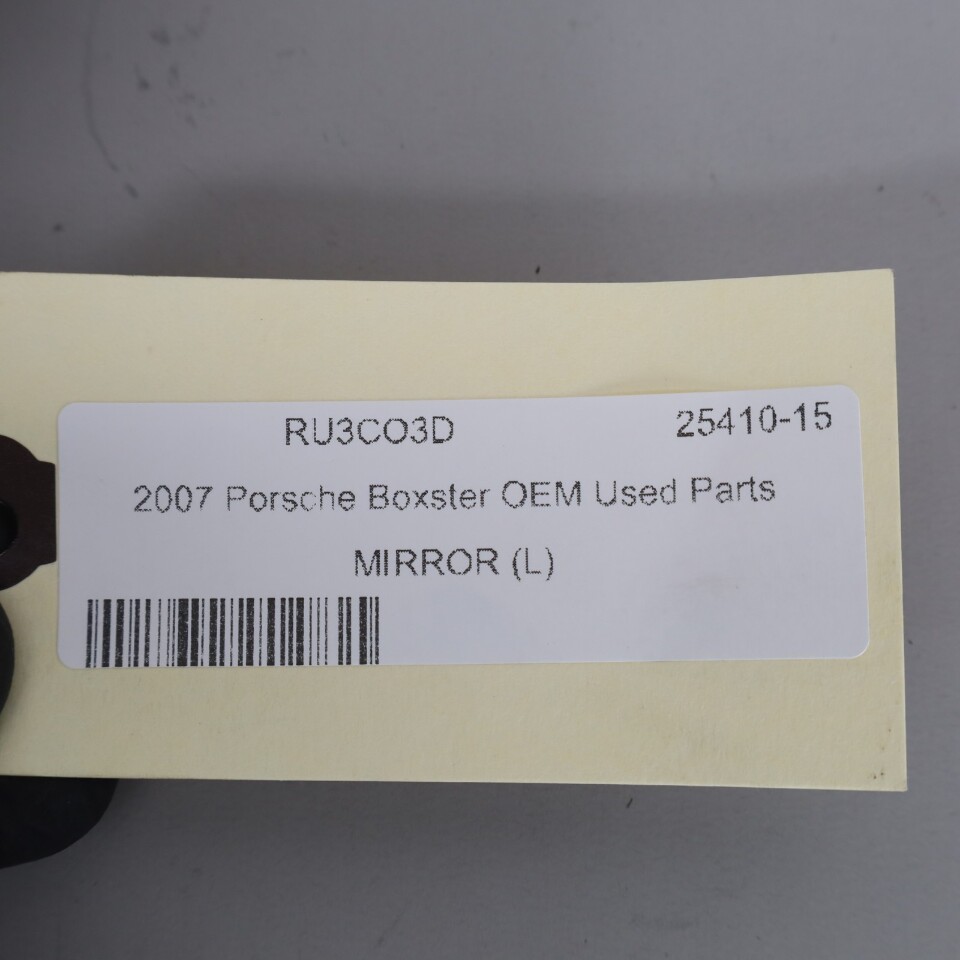 RU3CO3D 25410-15
2007 Porsche Boxster OEM Used Parts
MIRROR (L)